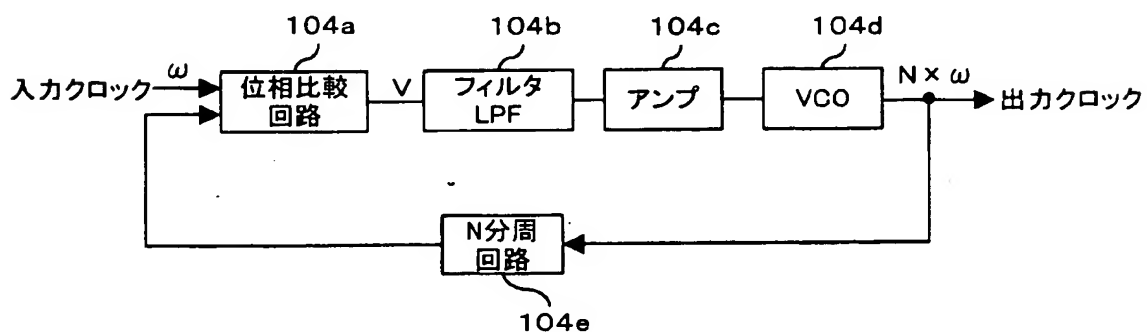 104a
104b
104c
104d
入力クロック
ω
位相比較
回路
V
フィルタ
LPF
アンプ
VCO
N×ω
出力クロック
N分周
回路
104e